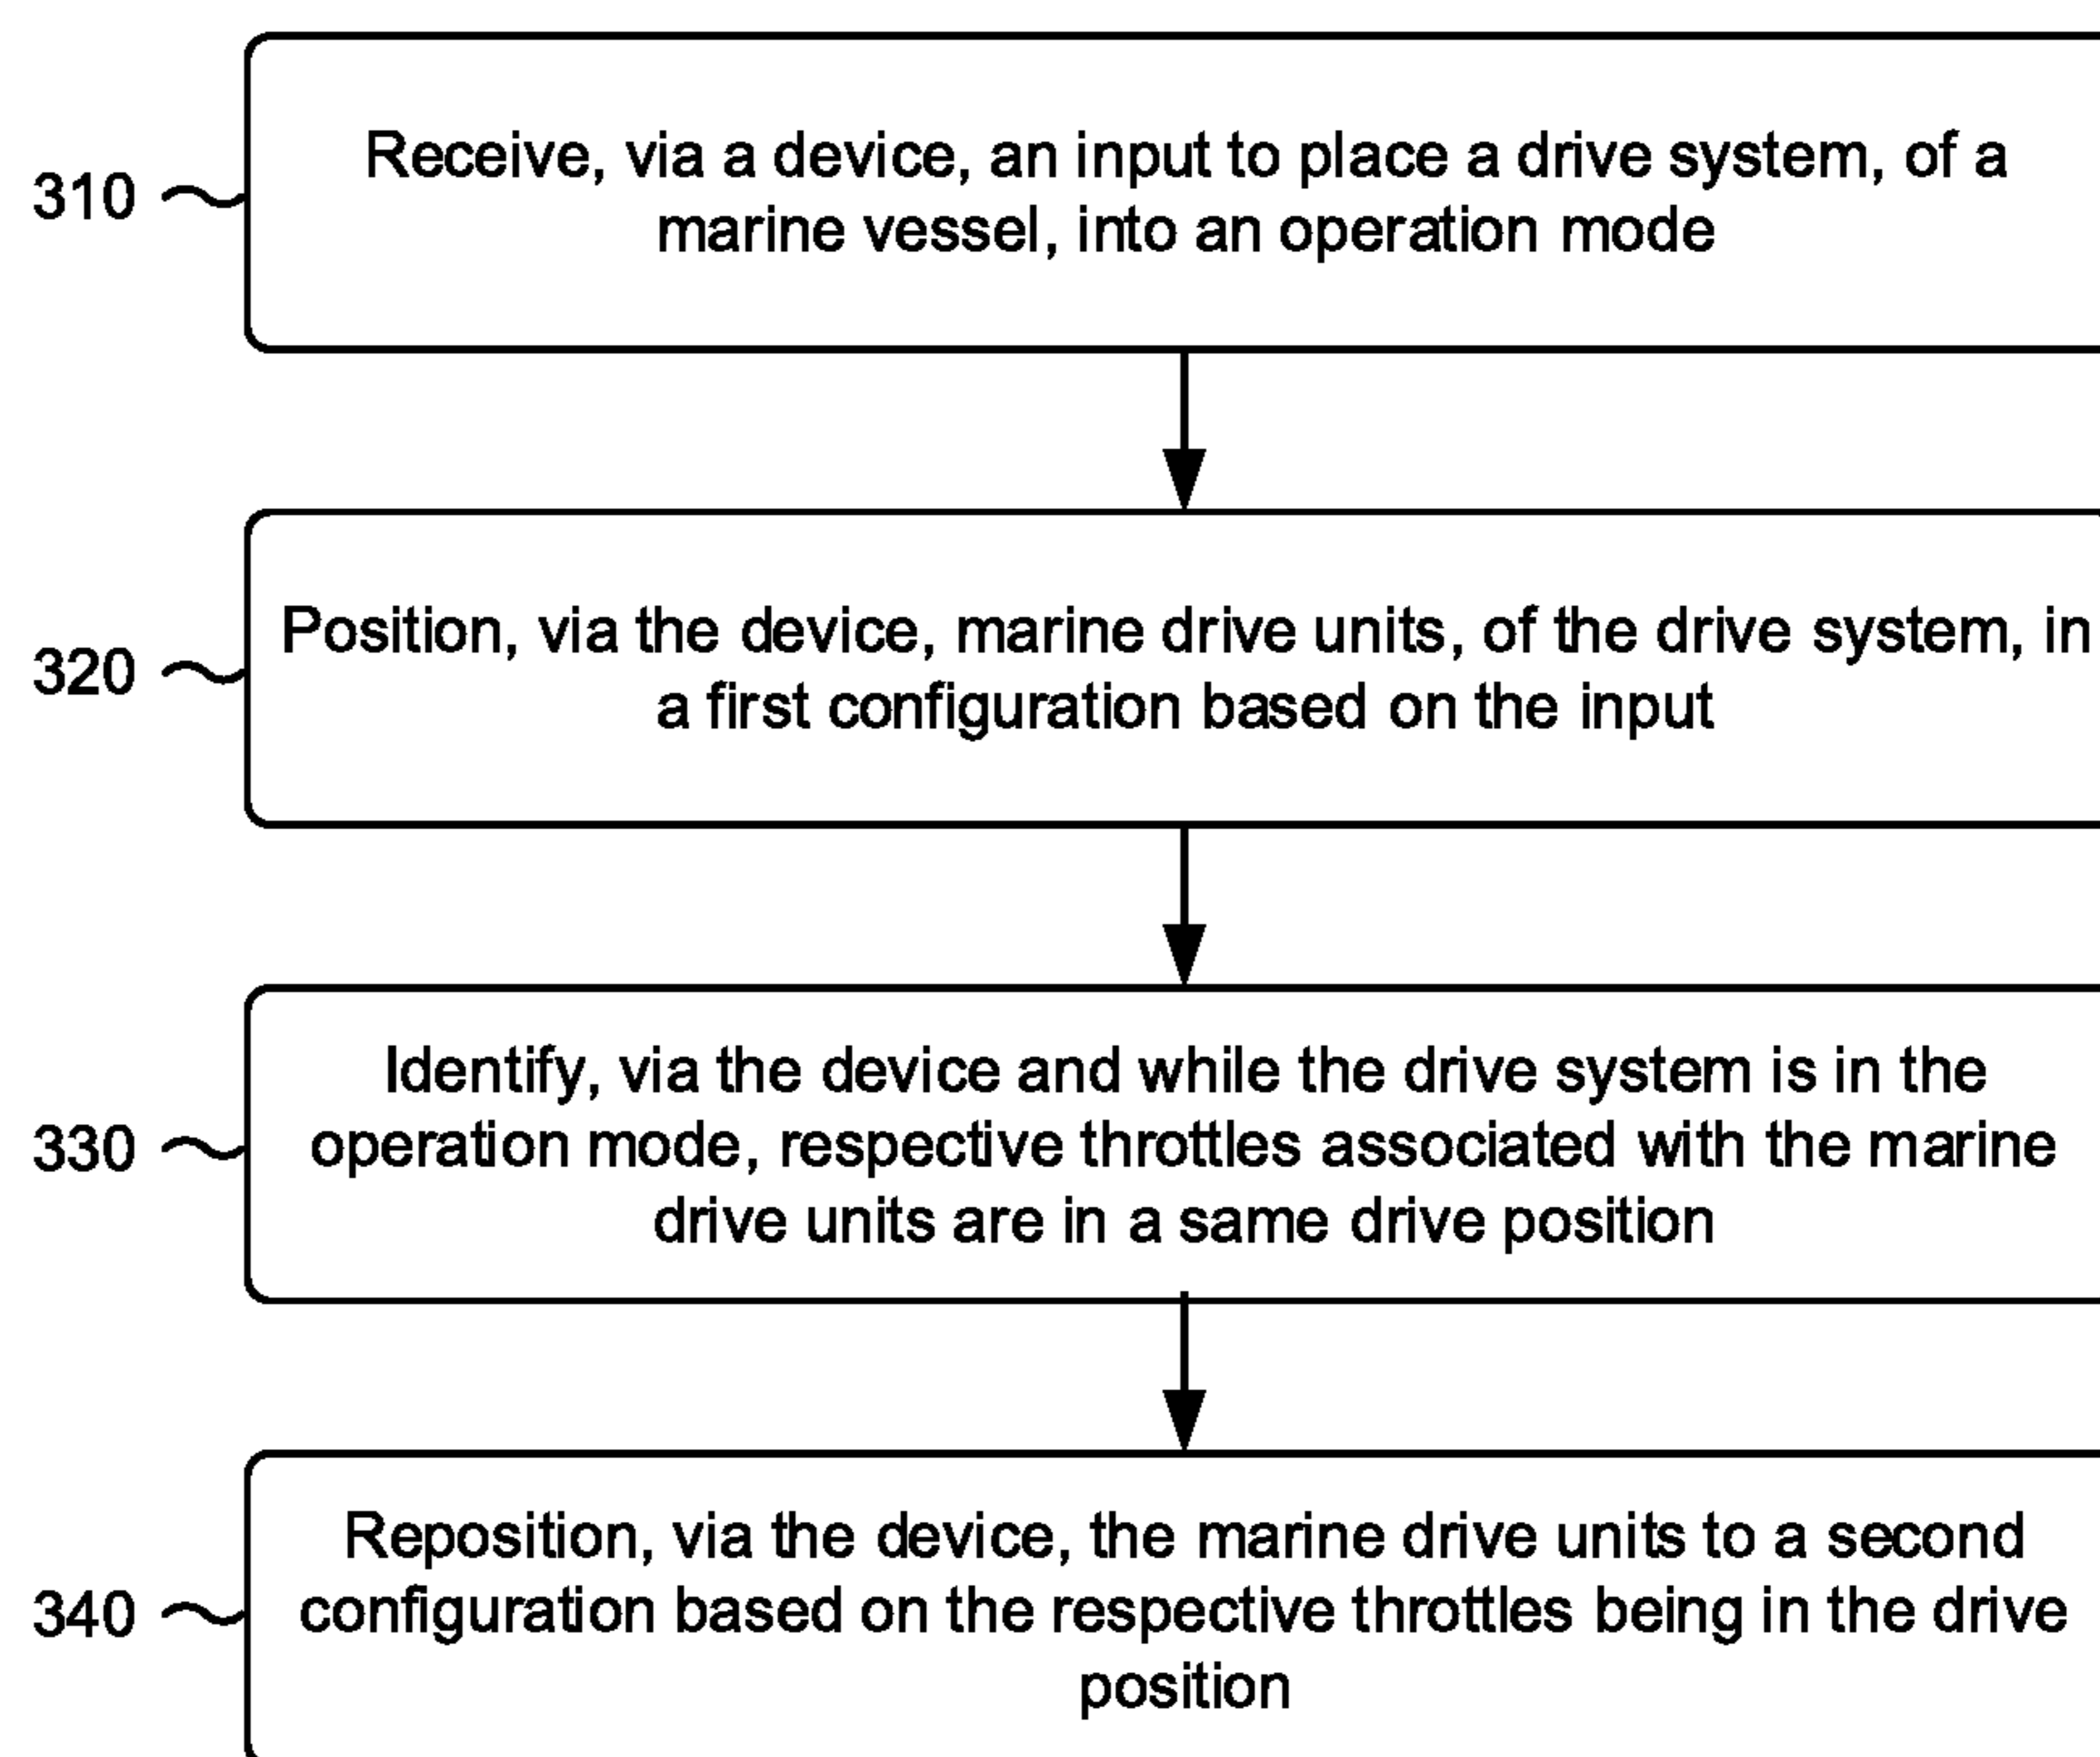 Receive, via a device, an input to place a drive system, of a
310
marine vessel, into an operation mode
Position, via the device, marine drive units, of the drive system, in
320
a first configuration based on the input
Identify, via the device and while the drive system is in the
330
operation mode, respective throttles associated with the marine
drive units are in a same drive position
Reposition, via the device, the marine drive units to a second
340
configuration based on the respective throttles being in the drive
position